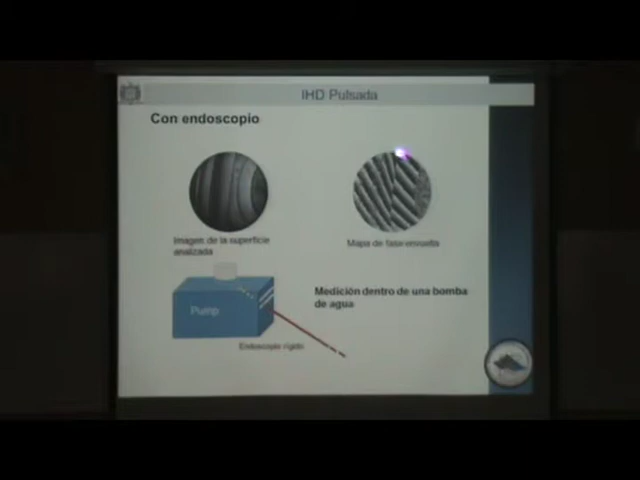 IHD Pulsada
Con endoscopio
Imagen de la superficie
analizada
Mapa de fase envuelta
Pump
Medición dentro de una bomba
de agua
Endoscopio rígido